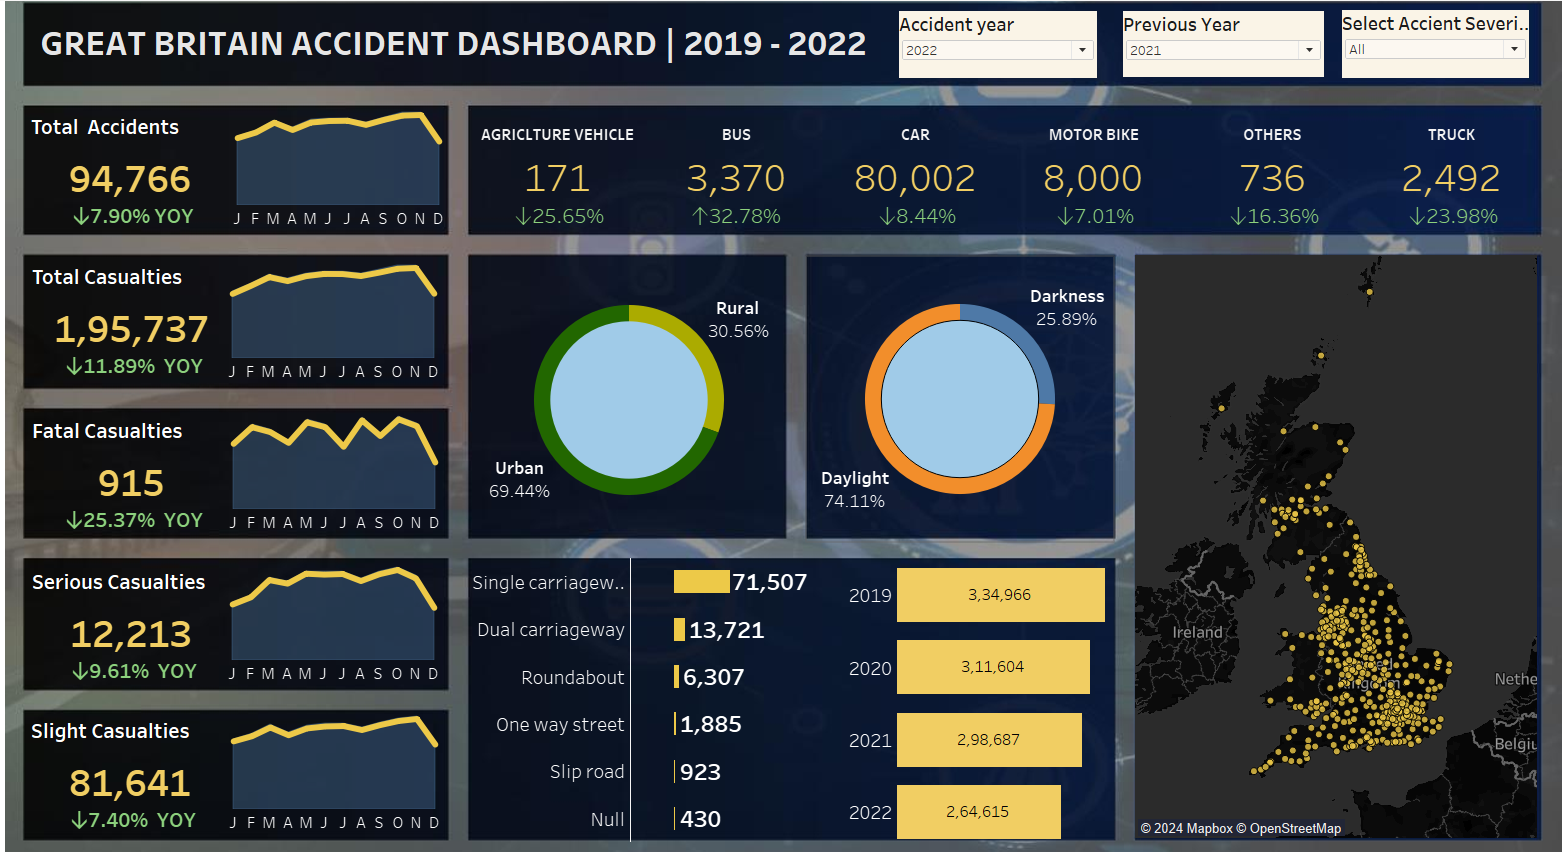 GREAT BRITAIN ACCIDENT DASHBOARD | 2019 - 2022
Accident year
2022
Previous Year
2021
Select Accient Severi..
All
Total Accidents
94,766
↓7.90% YOY
J F M A M J J A S O N D
AGRICLTURE VEHICLE
171
↓25.65%
BUS
3,370
↑32.78%
CAR
80,002
↓8.44%
MOTOR BIKE
8,000
↓7.01%
OTHERS
736
↓16.36%
TRUCK
2,492
↓23.98%
Total Casualties
1,95,737
↓11.89% YOY
J F M A M J J A S O N D
Fatal Casualties
915
↓25.37% YOY
J F M A M J J A S O N D
Serious Casualties
12,213
↓9.61% YOY
J F M A M J J A S O N D
Slight Casualties
81,641
↓7.40% YOY
J F M A M J J A S O N D
Rural
30.56%
Urban
69.44%
Darkness
25.89%
Daylight
74.11%
Single carriagew.. 71,507
Dual carriageway 13,721
Roundabout 6,307
One way street 1,885
Slip road 923
Null 430
2019 3,34,966
2020 3,11,604
2021 2,98,687
2022 2,64,615
Ireland
Nethe
Belgiu
© 2024 Mapbox © OpenStreetMap